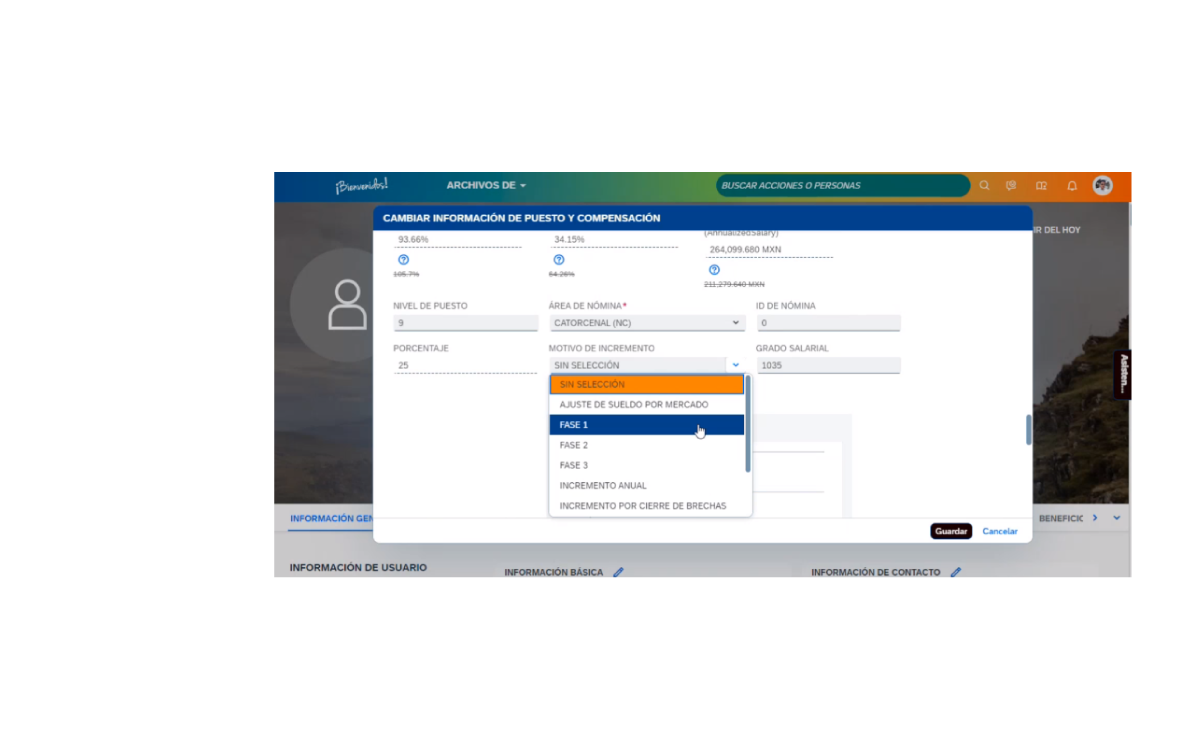 ¡Bienvenid@s!
ARCHIVOS DE
BUSCAR ACCIONES O PERSONAS
CAMBIAR INFORMACIÓN DE PUESTO Y COMPENSACIÓN
IR DEL HOY
(AnnualizedSalary)
93.66%
34.15%
264,099.680 MXN
105.7%
64.26%
211,279.640 MXN
NIVEL DE PUESTO
ÁREA DE NÓMINA*
ID DE NÓMINA
9
CATORCENAL (NC)
0
PORCENTAJE
MOTIVO DE INCREMENTO
GRADO SALARIAL
25
SIN SELECCIÓN
1035
SIN SELECCIÓN
AJUSTE DE SUELDO POR MERCADO
FASE 1
FASE 2
FASE 3
INCREMENTO ANUAL
INCREMENTO POR CIERRE DE BRECHAS
Asisten...
INFORMACIÓN GEN
BENEFICIC
Guardar
Cancelar
INFORMACIÓN DE USUARIO
INFORMACIÓN BÁSICA
INFORMACIÓN DE CONTACTO